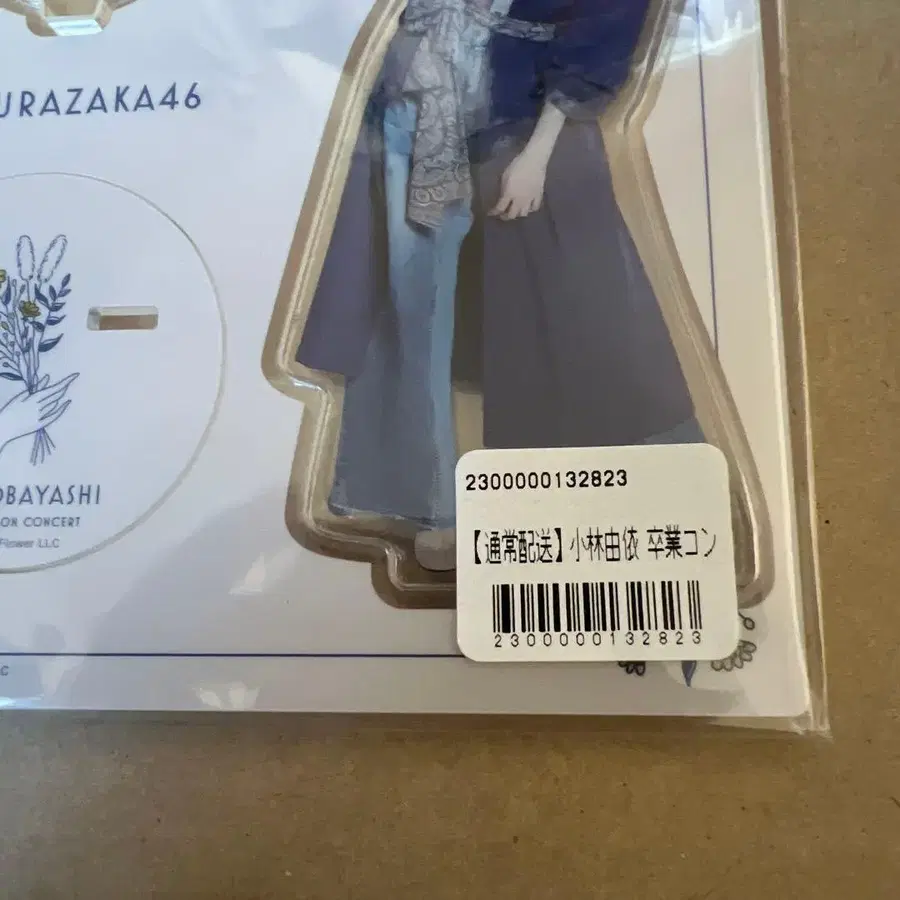 URAZAKA46
OBAYASHI
ON CONCERT
Flower LLC
2300000132823
【通常配送】小林由依 卒業コン
2300000132823
C